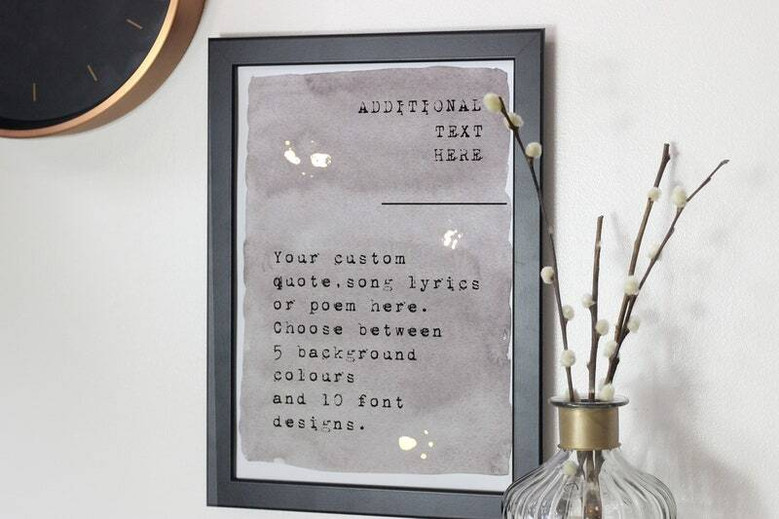 ADDITIONAL
TEXT
HERE
Your custom
quote,song lyrics
or poem here.
Choose between
5 background
colours
and 10 font
designs.